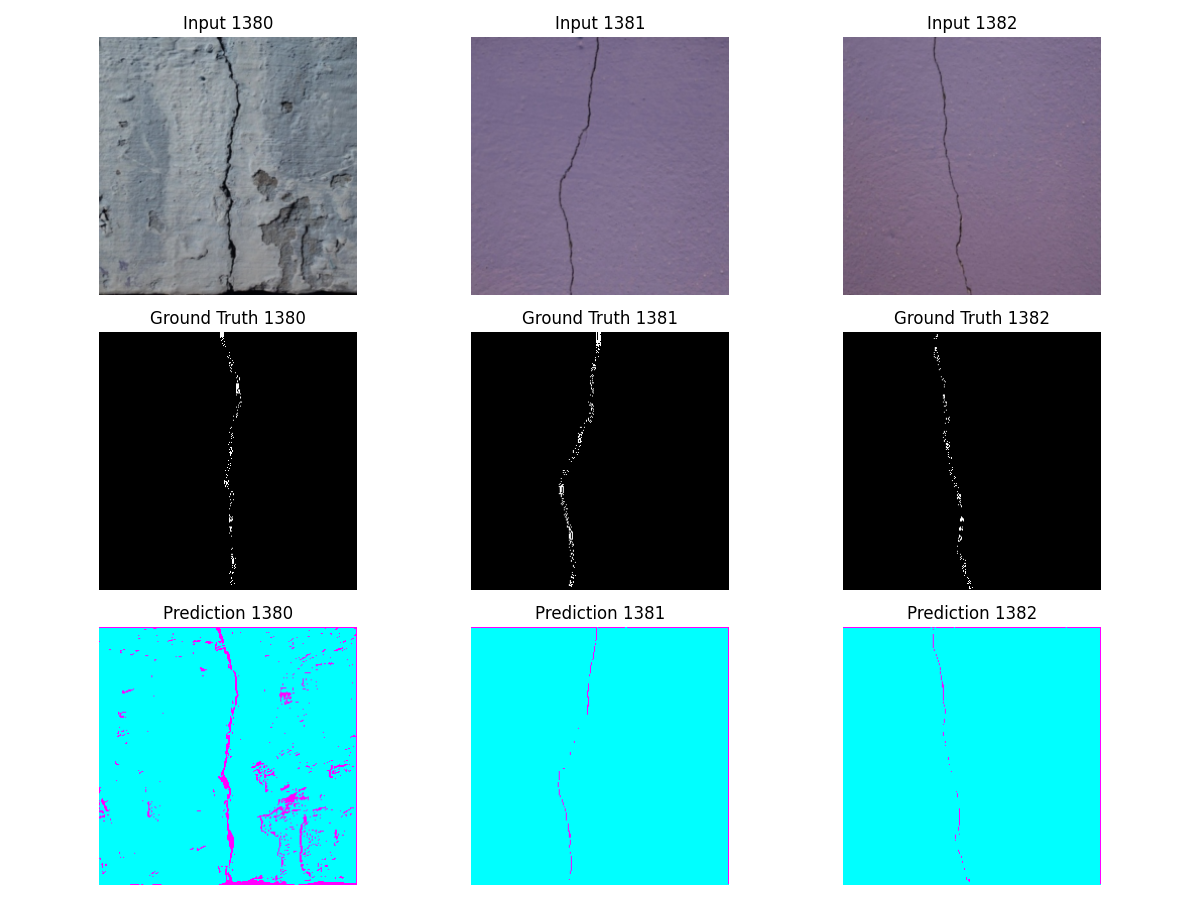 Input 1380
Input 1381
Input 1382
Ground Truth 1380
Ground Truth 1381
Ground Truth 1382
Prediction 1380
Prediction 1381
Prediction 1382